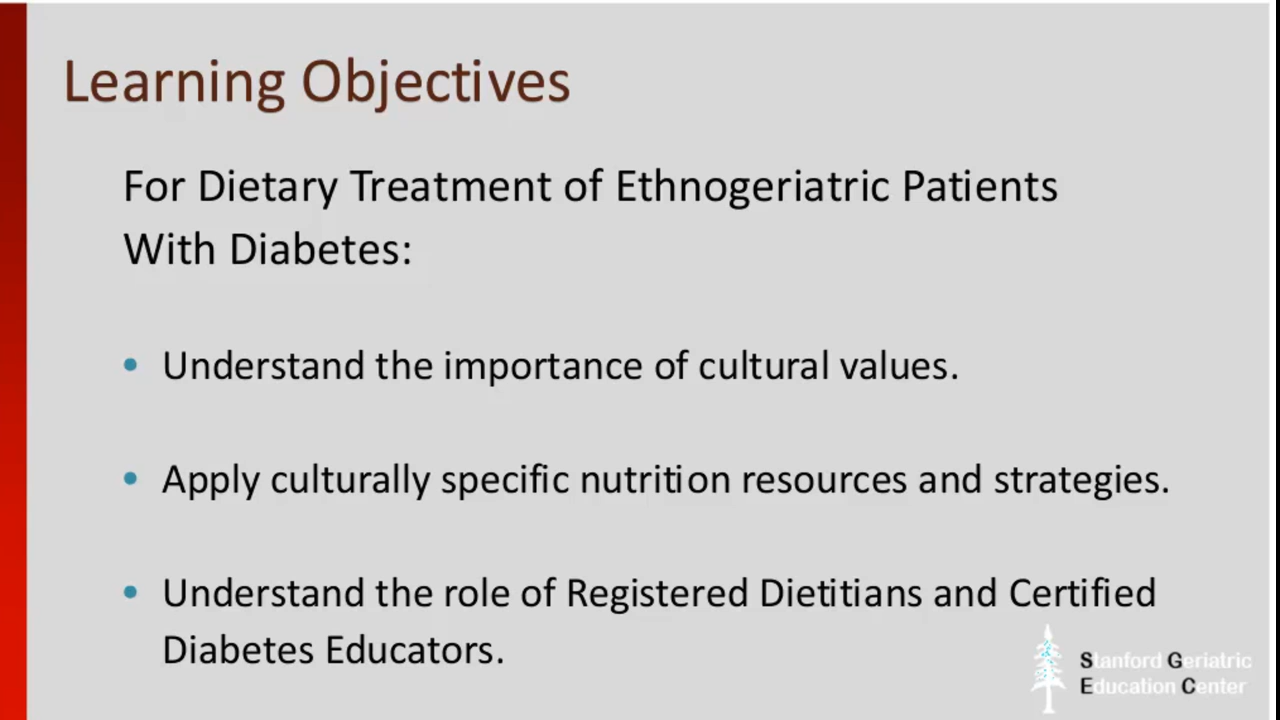 Learning Objectives
For Dietary Treatment of Ethnogeriatric Patients
With Diabetes:
• Understand the importance of cultural values.
• Apply culturally specific nutrition resources and strategies.
• Understand the role of Registered Dietitians and Certified
Diabetes Educators.
Stanford Geriatric
Education Center